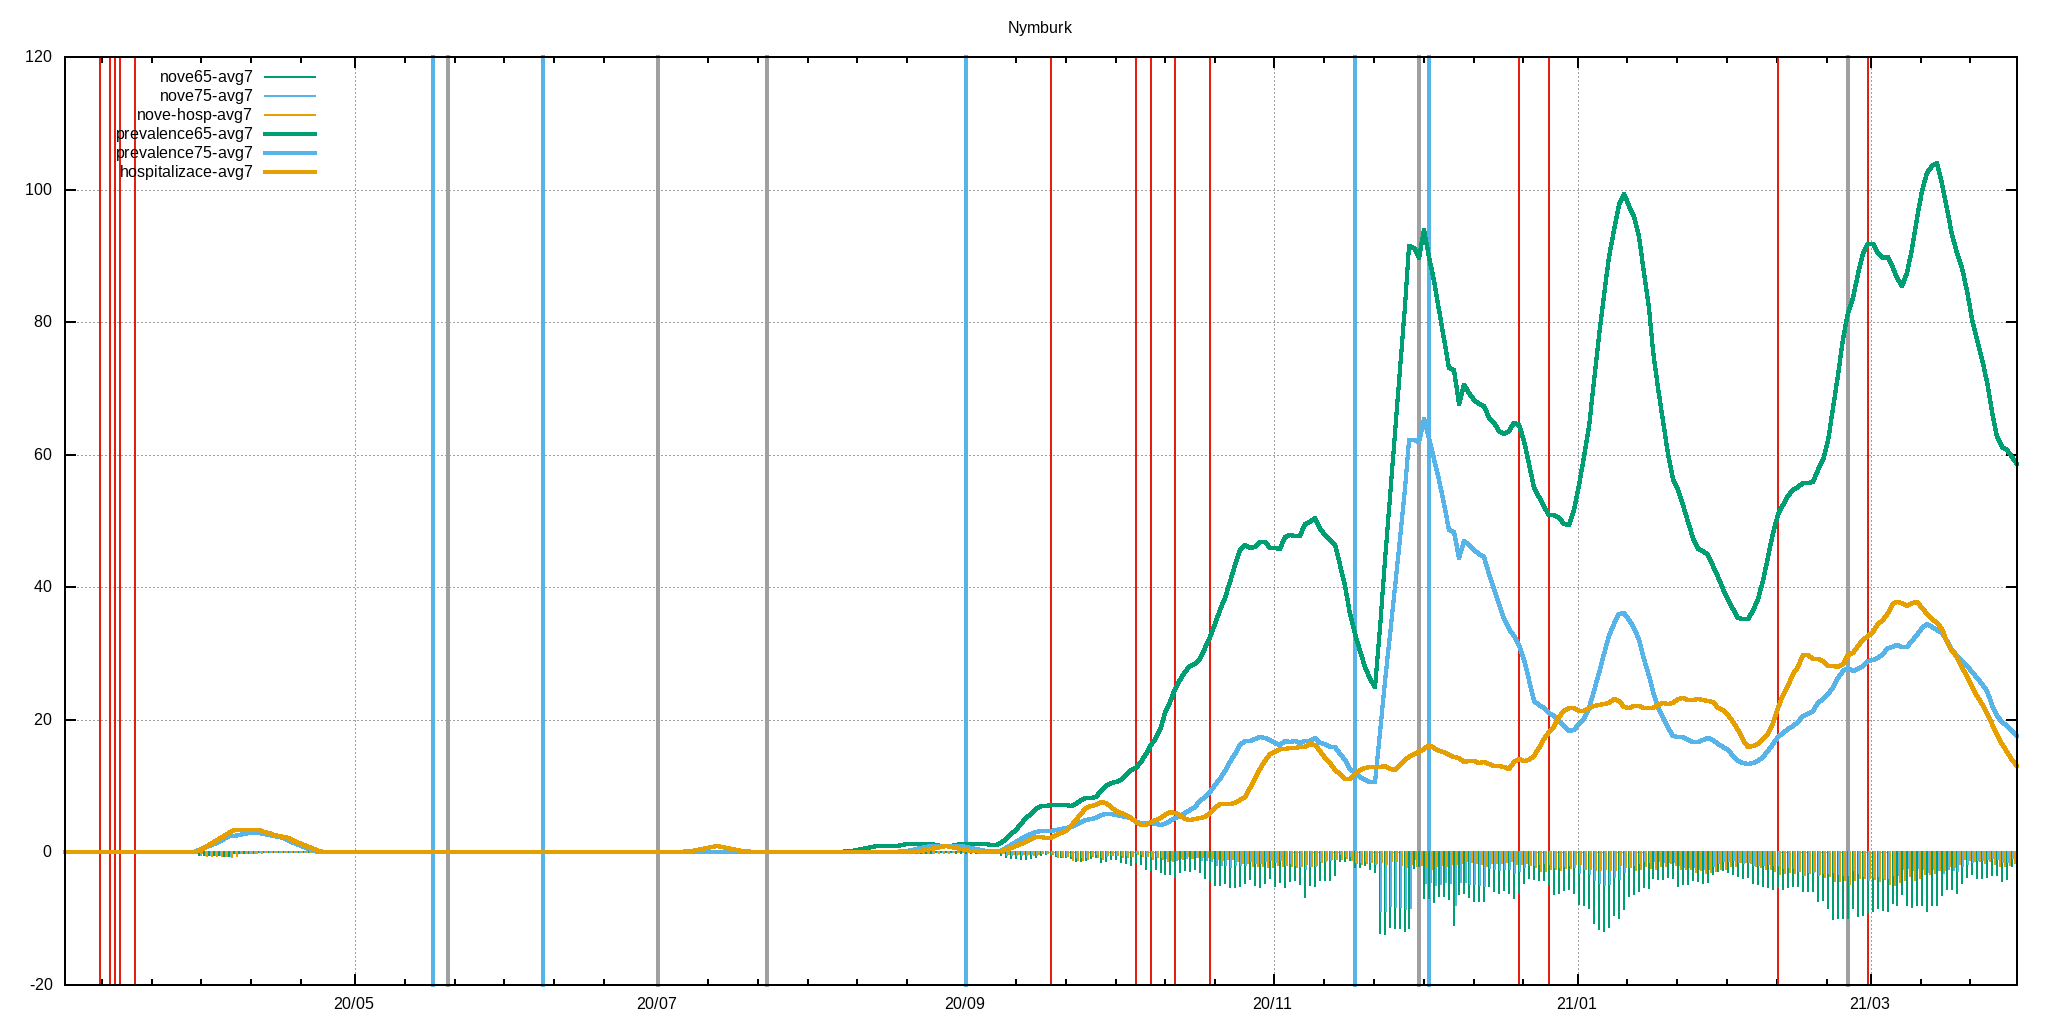 Nymburk
120
nove65-avg7
nove75-avg7
nove-hosp-avg7
prevalence65-avg7
prevalence75-avg7
hospitalizace-avg7
100
80
60
40
20
0
-20
20/05 20/07 20/09 20/11 21/01 21/03